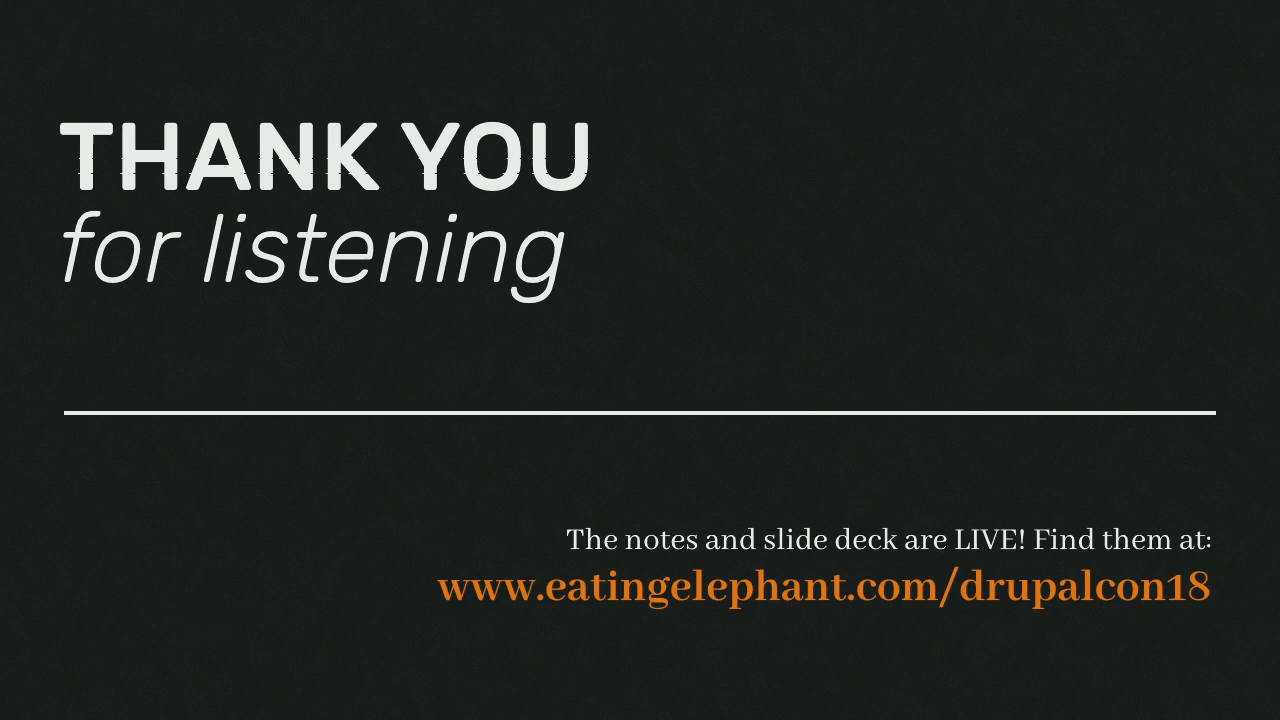 THANK YOU
for listening
The notes and slide deck are LIVE! Find them at:
www.eatingelephant.com/drupalcon18